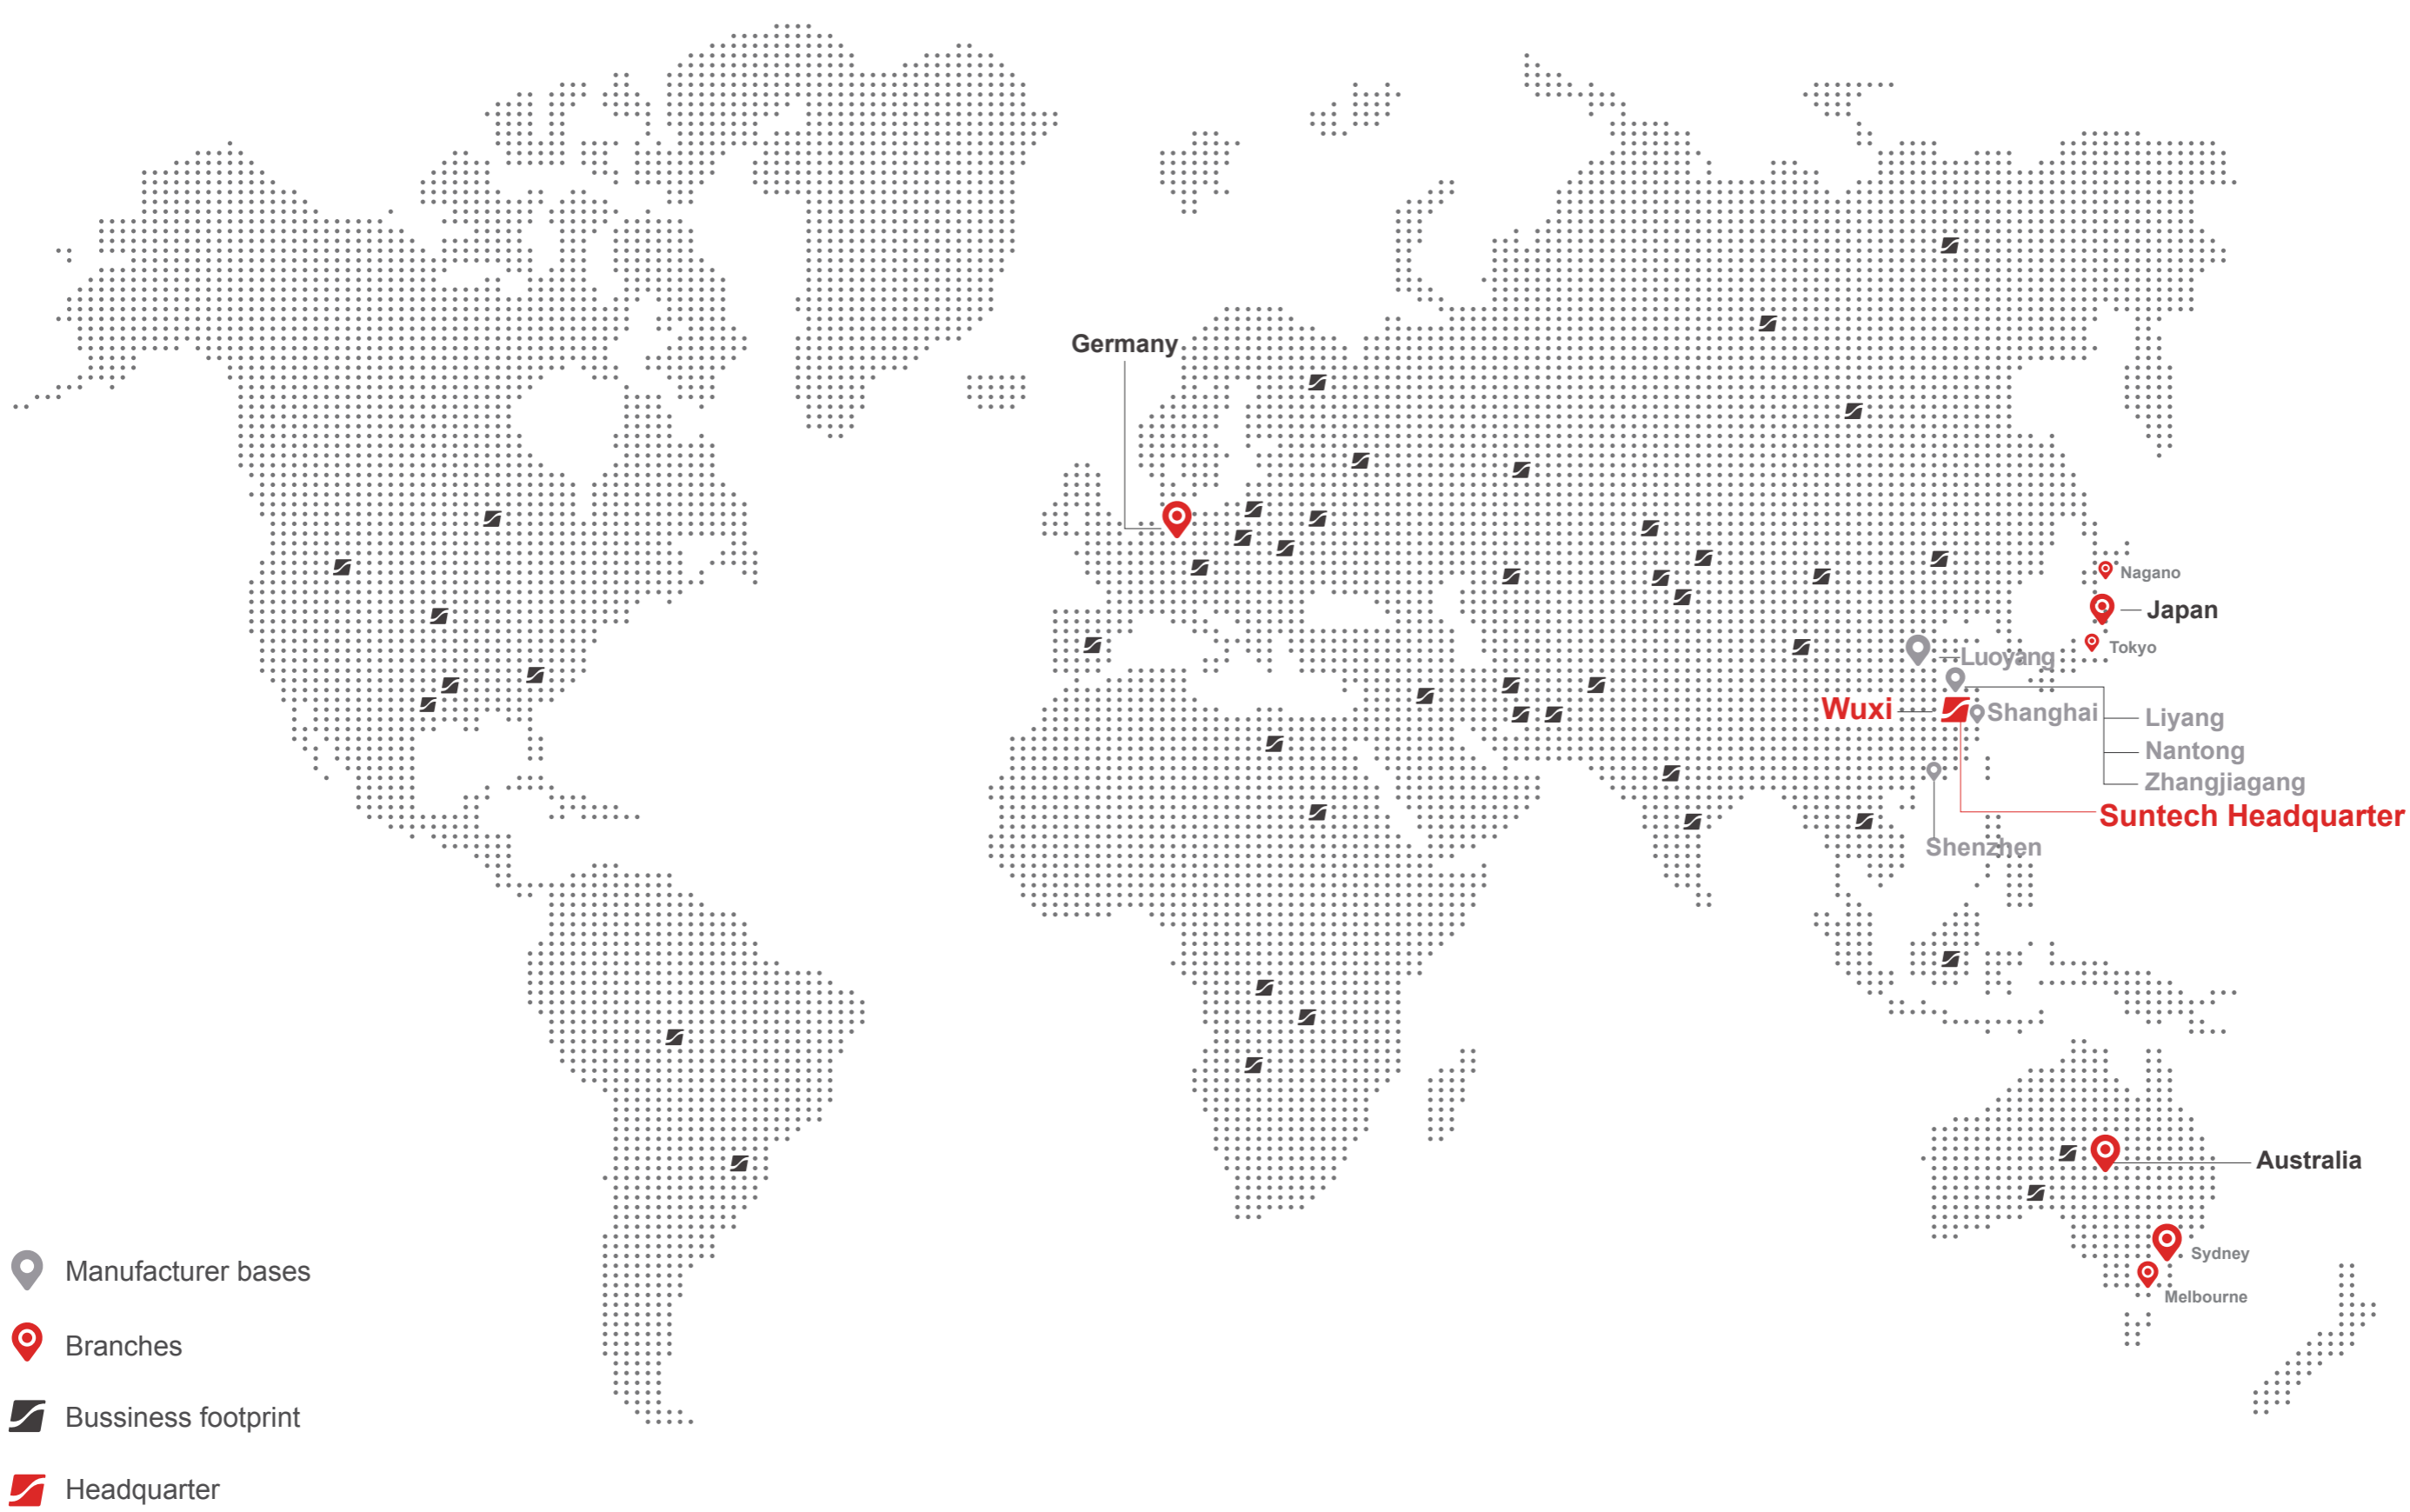 Germany
Nagano
Japan
Tokyo
Luoyang
Wuxi
Shanghai
Liyang
Nantong
Zhangjiagang
Suntech Headquarter
Shenzhen
Australia
Sydney
Melbourne
Manufacturer bases
Branches
Bussiness footprint
Headquarter